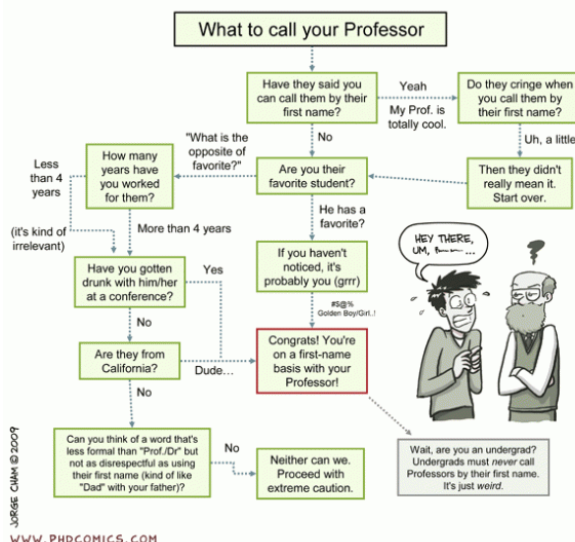 What to call your Professor
Have they said you
can call them by their
first name?
Yeah
My Prof. is
totally cool.
Do they cringe when
you call them by
their first name?
No
Uh, a little
"What is the
opposite of
favorite?"
Less
than 4
years
How many
years have
you worked
for them?
Are you their
favorite student?
Then they didn't
really mean it.
Start over.
(it's kind of
irrelevant)
More than 4 years
He has a
favorite?
If you haven't
noticed, it's
probably you (grrr)
HEY THERE,
UM,
Have you gotten
drunk with him/her
at a conference?
Yes
#$@%
Golden Boy/Girl..!
No
Are they from
California?
Dude...
Congrats! You're
on a first-name
basis with your
Professor!
No
Can you think of a word that's
less formal than "Prof./Dr" but
not as disrespectful as using
their first name (kind of like
"Dad" with your father)?
No
Neither can we.
Proceed with
extreme caution.
Wait, are you an undergrad?
Undergrads must never call
Professors by their first name.
It's just weird.
JORGE CHAM © 2009
WWW.PHDCOMICS.COM